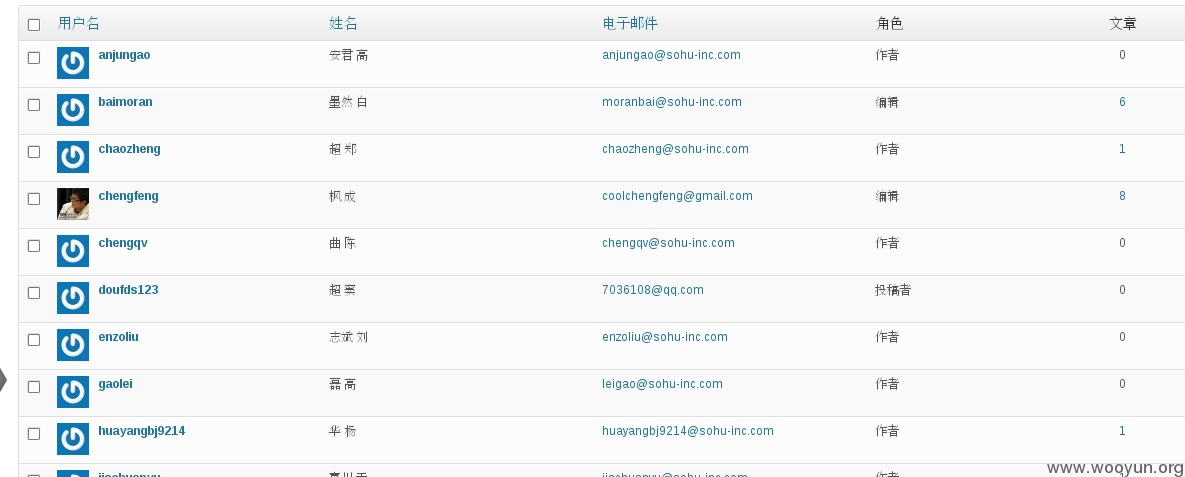 用户名 姓名 电子邮件 角色 文章
anjungao 安君 高 anjungao@sohu-inc.com 作者 0
baimoran 墨然 白 moranbai@sohu-inc.com 编辑 6
chaozheng 超 郑 chaozheng@sohu-inc.com 作者 1
chengfeng 枫 成 coolchengfeng@gmail.com 编辑 8
chengqv 曲 陈 chengqv@sohu-inc.com 作者 0
doufds123 超 窦 7036108@qq.com 投稿者 0
enzoliu 志斌 刘 enzoliu@sohu-inc.com 作者 0
gaolei 磊 高 leigao@sohu-inc.com 作者 0
huayangbj9214 华 杨 huayangbj9214@sohu-inc.com 作者 1
www.wooyun.org